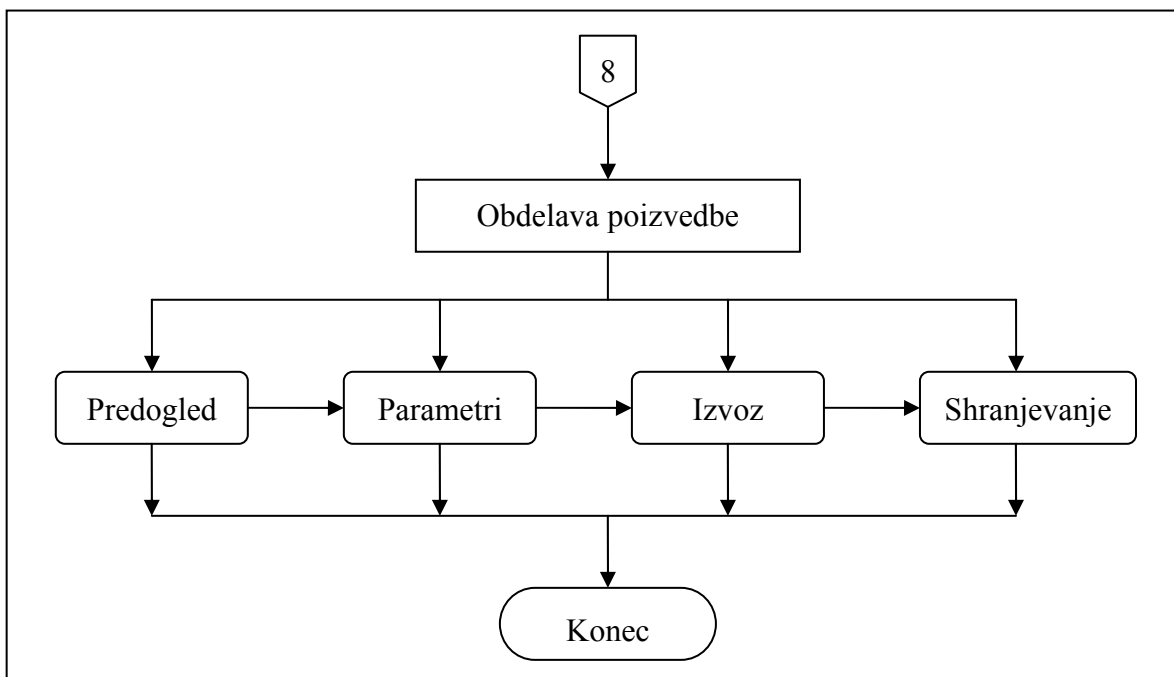 8
Obdelava poizvedbe
Predogled
Parametri
Izvoz
Shranjevanje
Konec